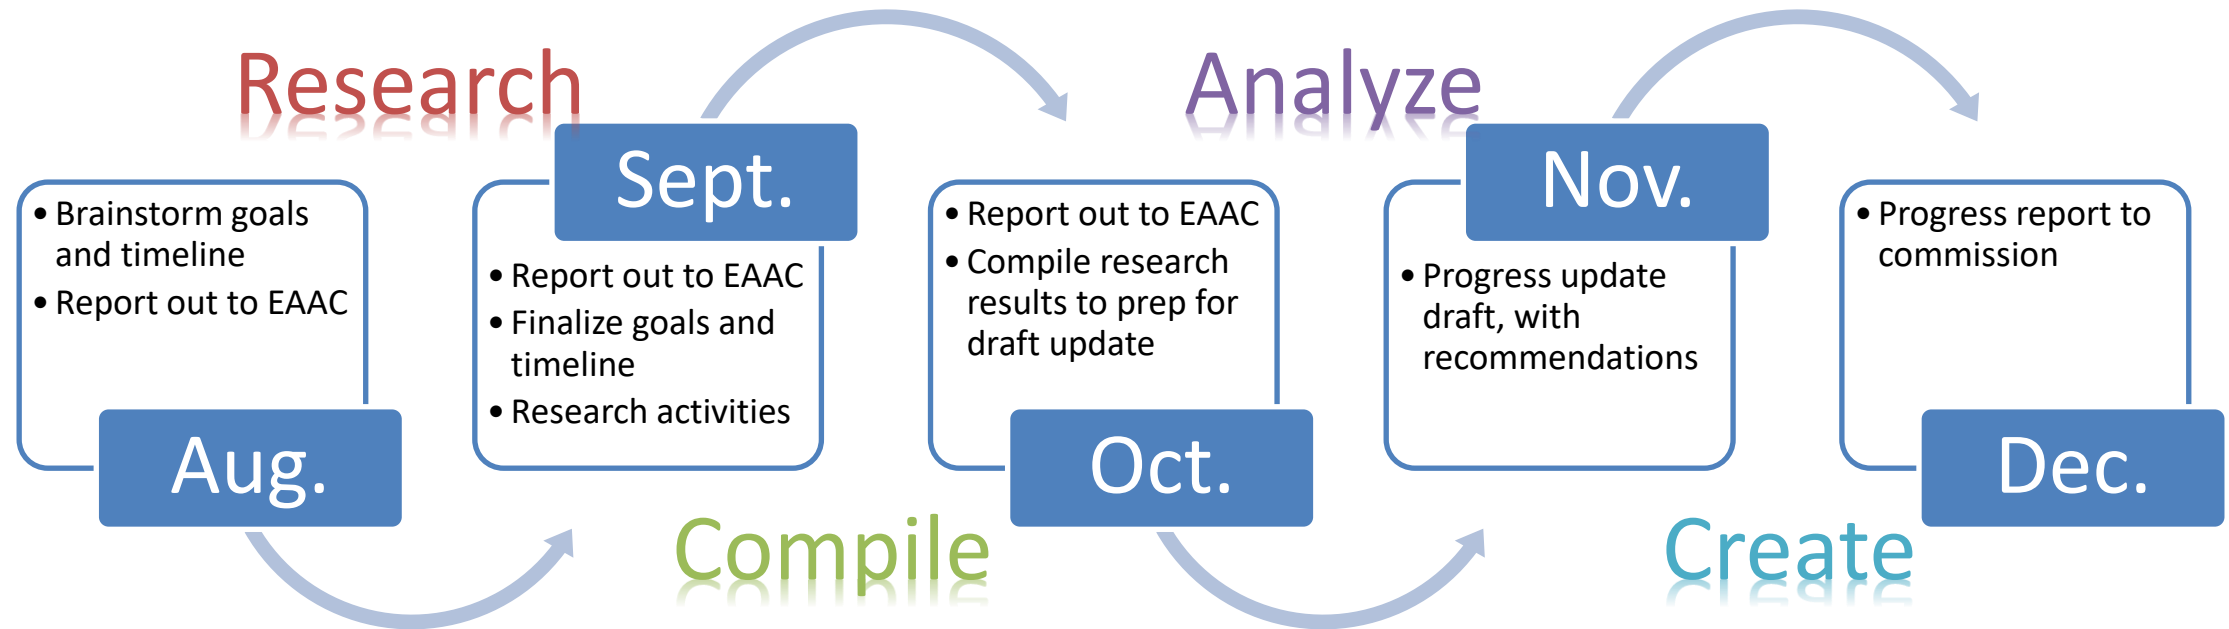 Research
Analyze
Sept.
Nov.
• Brainstorm goals
and timeline
• Report out to EAAC
Aug.
• Report out to EAAC
• Finalize goals and
timeline
• Research activities
• Report out to EAAC
• Compile research
results to prep for
draft update
Oct.
• Progress update
draft, with
recommendations
• Progress report to
commission
Dec.
Compile
Create